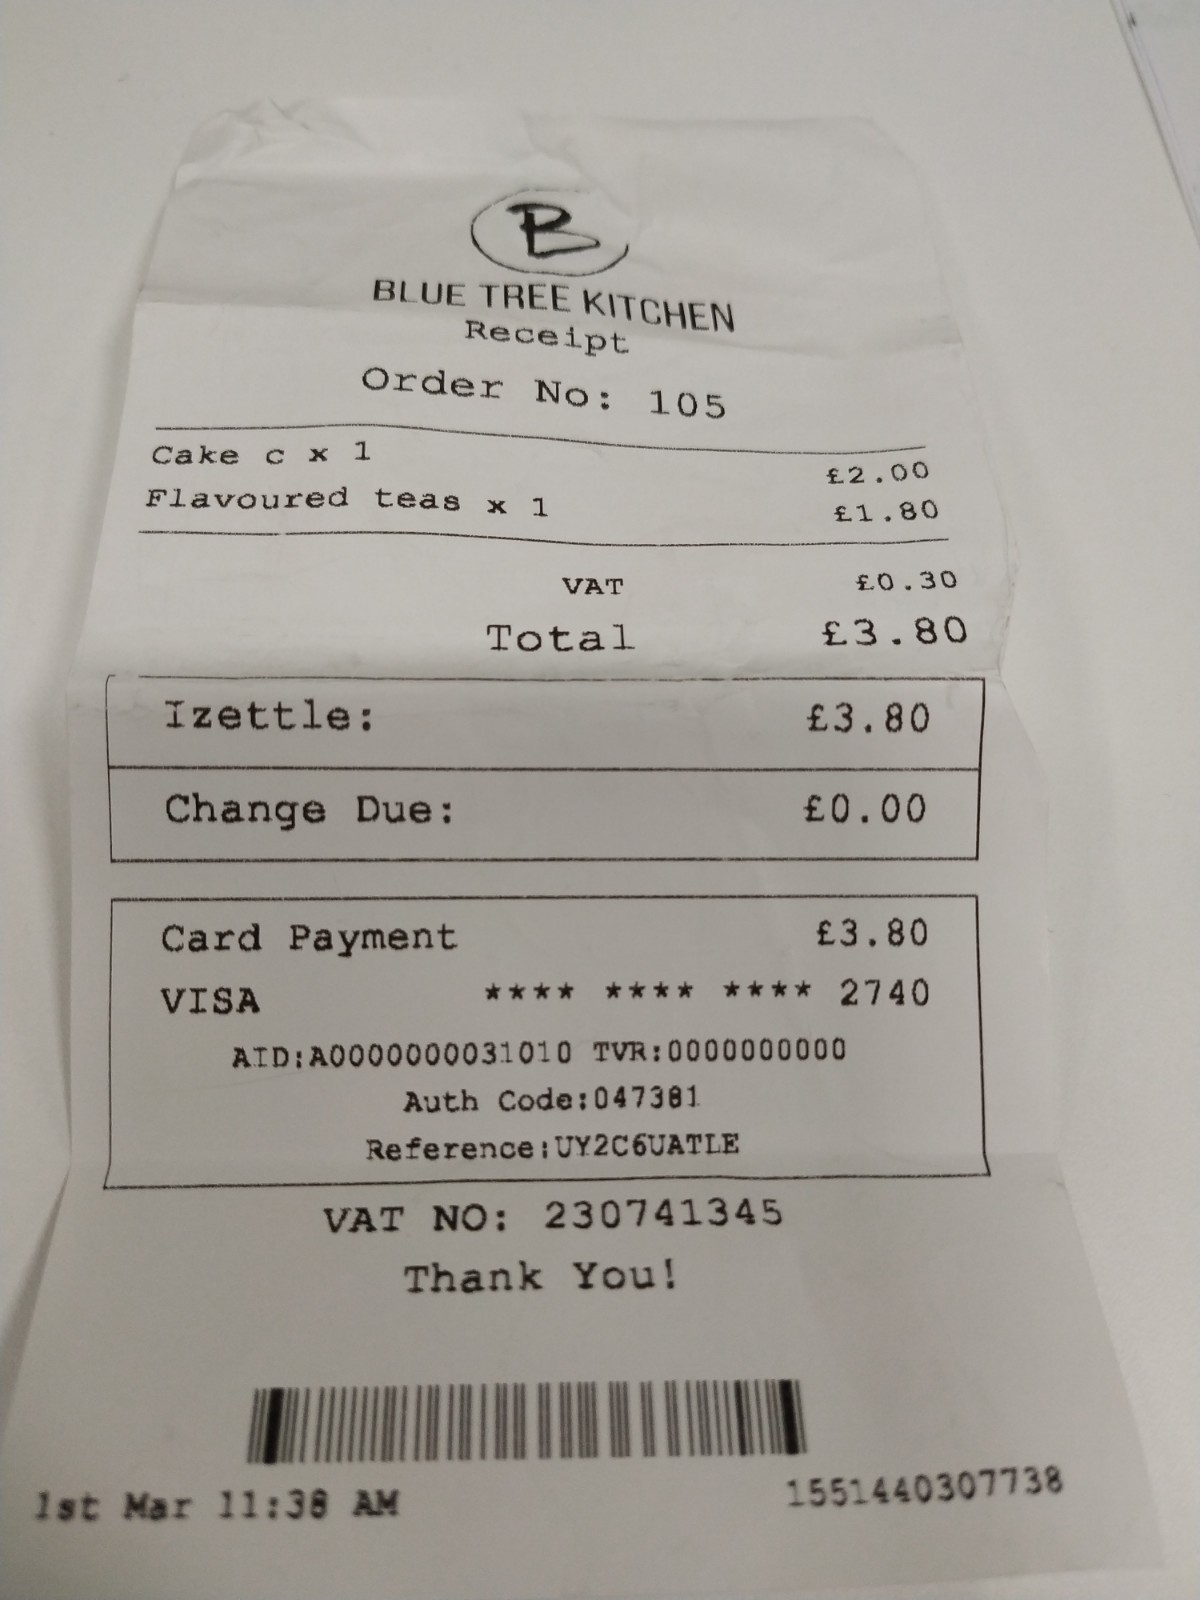 B
BLUE TREE KITCHEN
Receipt
Order No: 105
Cake c x 1 £2.00
Flavoured teas x 1 £1.80
VAT £0.30
Total £3.80
Izettle: £3.80
Change Due: £0.00
Card Payment £3.80
VISA **** **** **** 2740
AID:A0000000031010 TVR:0000000000
Auth Code:047381
Reference:UY2C6UATLE
VAT NO: 230741345
Thank You!
1st Mar 11:38 AM 1551440307738